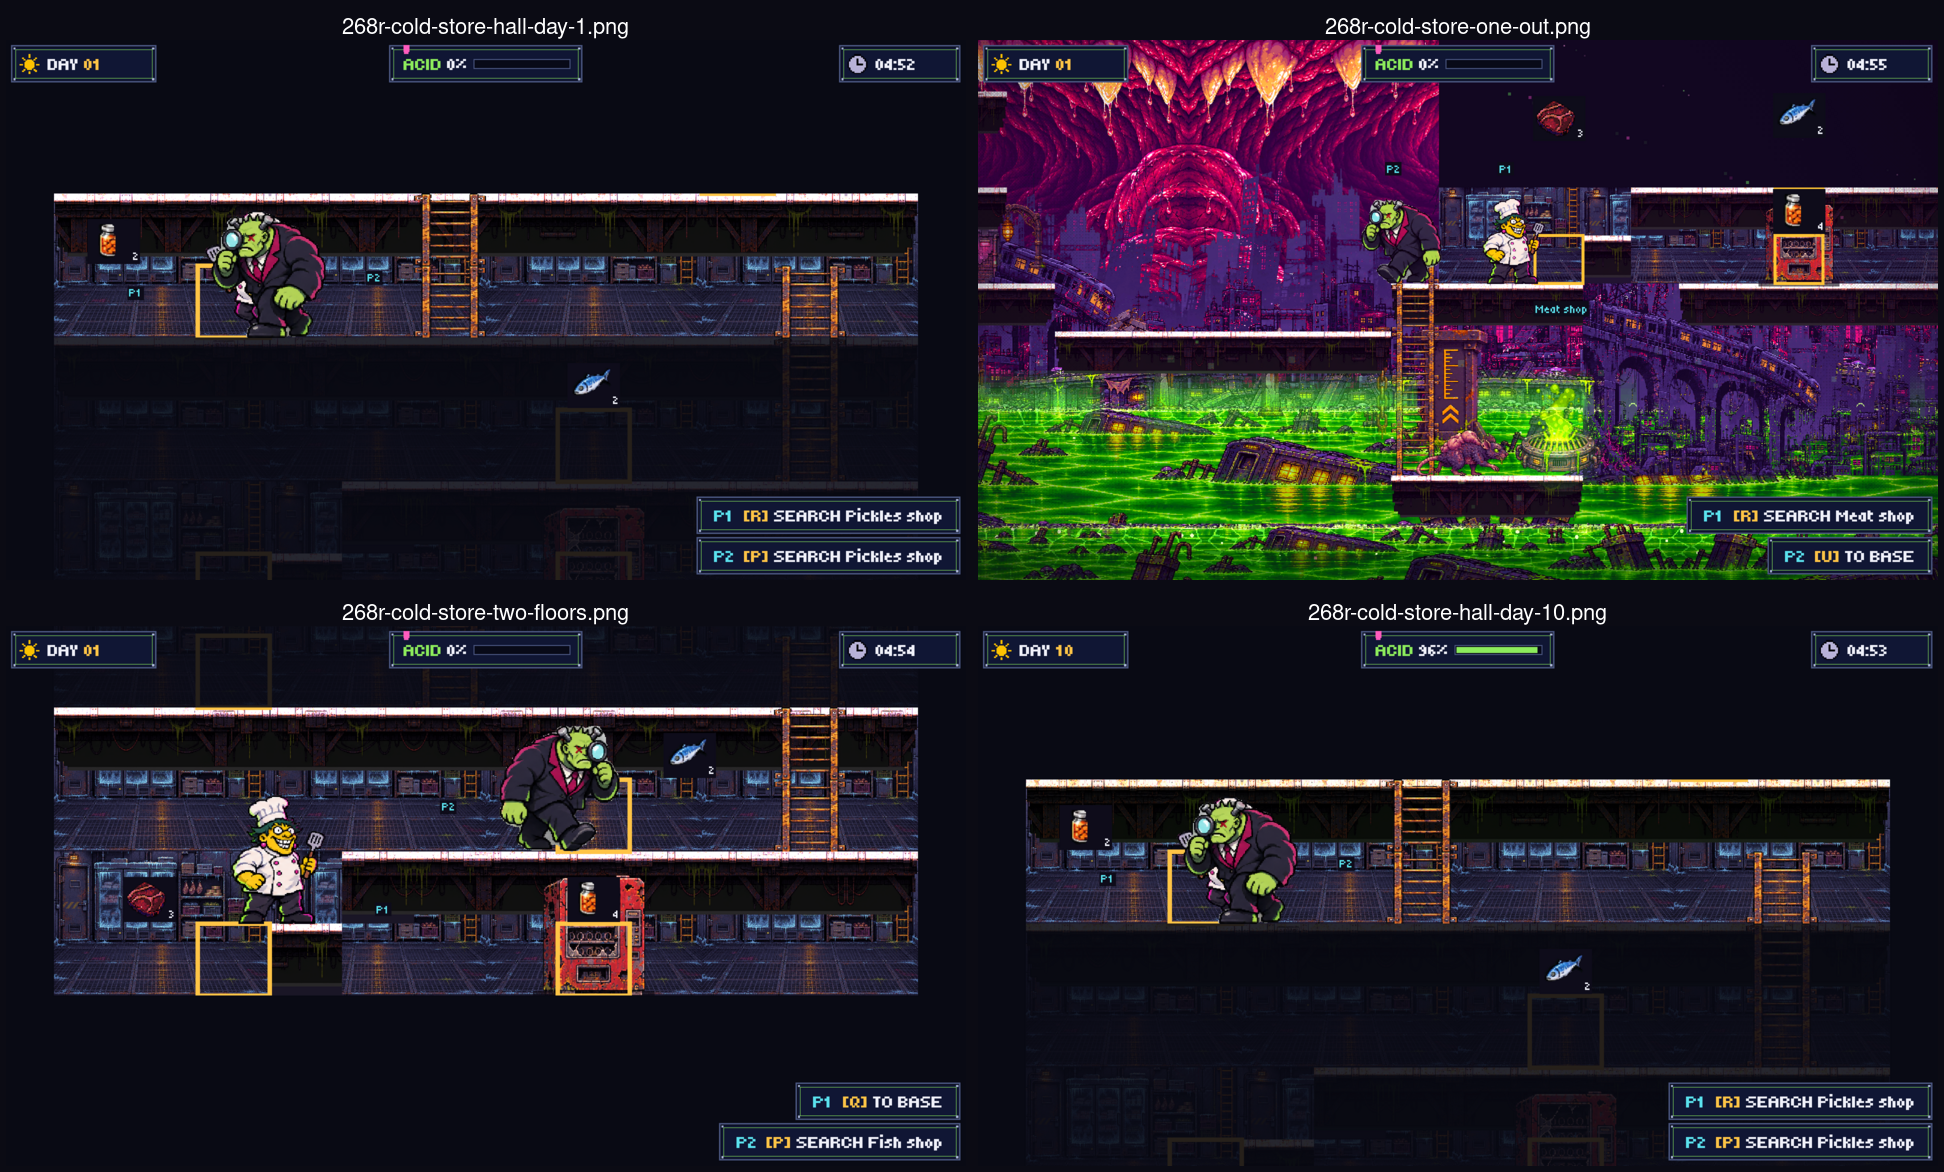 268r-cold-store-hall-day-1.png
DAY 01
ACID 0%
04:52
2
P1
P2
2
P1 [R] SEARCH Pickles shop
P2 [P] SEARCH Pickles shop
268r-cold-store-one-out.png
DAY 01
ACID 0%
04:55
3
2
P2
P1
4
Meat shop
P1 [R] SEARCH Meat shop
P2 [U] TO BASE
268r-cold-store-two-floors.png
DAY 01
ACID 0%
04:54
2
P2
3
P1
4
P1 [Q] TO BASE
P2 [P] SEARCH Fish shop
268r-cold-store-hall-day-10.png
DAY 10
ACID 96%
04:53
2
P1
P2
2
P1 [R] SEARCH Pickles shop
P2 [P] SEARCH Pickles shop